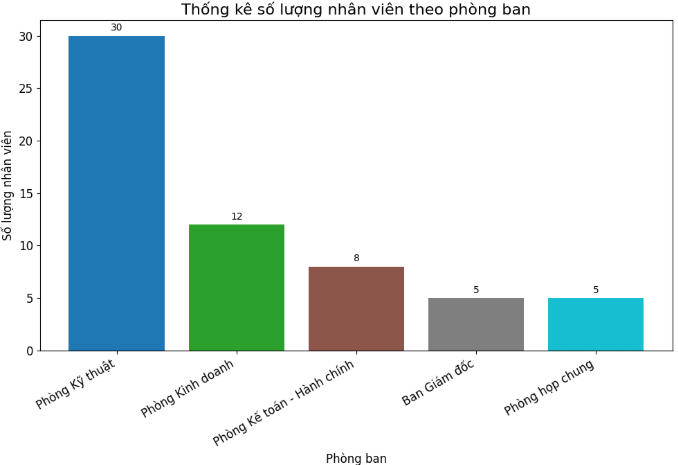 Thống kê số lượng nhân viên theo phòng ban
Số lượng nhân viên
30
25
20
15
10
5
0
30
12
8
5
5
Phòng Kỹ thuật
Phòng Kinh doanh
Phòng Kế toán - Hành chính
Ban Giám đốc
Phòng họp chung
Phòng ban